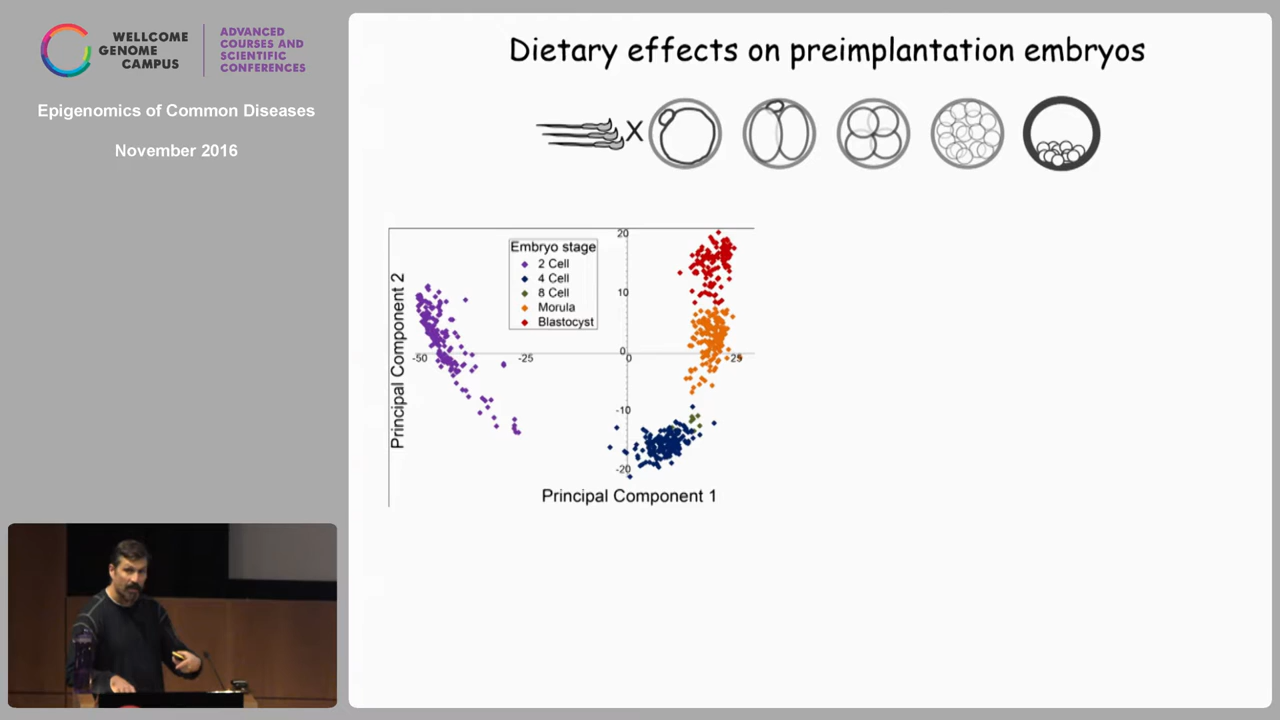 WELLCOME
GENOME
CAMPUS
ADVANCED
COURSES AND
SCIENTIFIC
CONFERENCES
Epigenomics of Common Diseases
November 2016
Dietary effects on preimplantation embryos
X
Embryo stage
2 Cell
4 Cell
8 Cell
Morula
Blastocyst
Principal Component 2
20
10
0
-10
-20
-50
-25
0
25
Principal Component 1